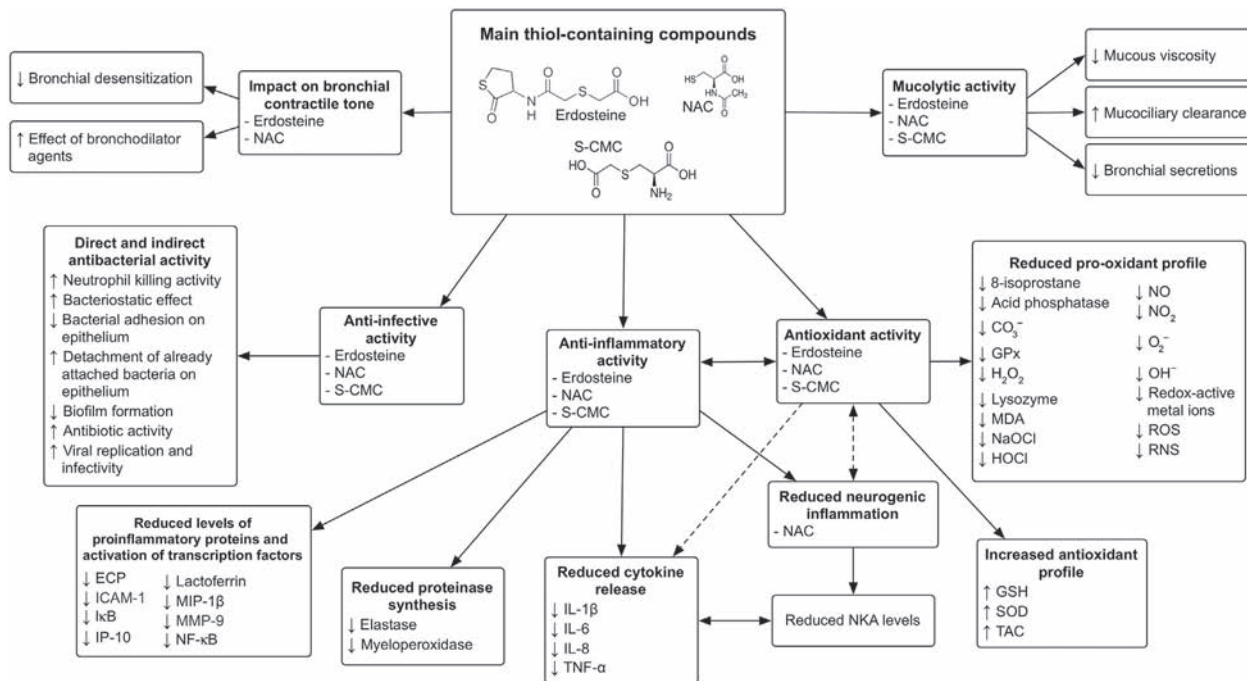 Main thiol-containing compounds
S
O
N
H
O
S
O
OH
Erdosteine
HS
O
OH
HN
CH₂
O
NAC
S-CMC
HO
O
S
O
OH
NH₂
Impact on bronchial
contractile tone
- Erdosteine
- NAC
↓ Bronchial desensitization
↑ Effect of bronchodilator
agents
Mucolytic activity
- Erdosteine
- NAC
- S-CMC
↓ Mucous viscosity
↑ Mucociliary clearance
↓ Bronchial secretions
Direct and indirect
antibacterial activity
↑ Neutrophil killing activity
↑ Bacteriostatic effect
↓ Bacterial adhesion on
epithelium
↑ Detachment of already
attached bacteria on
epithelium
↓ Biofilm formation
↑ Antibiotic activity
↑ Viral replication and
infectivity
Anti-infective
activity
- Erdosteine
- NAC
- S-CMC
Anti-inflammatory
activity
- Erdosteine
- NAC
- S-CMC
Antioxidant activity
- Erdosteine
- NAC
- S-CMC
Reduced pro-oxidant profile
↓ 8-isoprostane
↓ Acid phosphatase
↓ CO₃⁻
↓ GPx
↓ H₂O₂
↓ Lysozyme
↓ MDA
↓ NaOCl
↓ HOCl
↓ NO
↓ NO₂
↓ O₂⁻
↓ OH⁻
↓ Redox-active
metal ions
↓ ROS
↓ RNS
Reduced levels of
proinflammatory proteins and
activation of transcription factors
↓ ECP
↓ ICAM-1
↓ IκB
↓ IP-10
↓ Lactoferrin
↓ MIP-1β
↓ MMP-9
↓ NF-κB
Reduced proteinase
synthesis
↓ Elastase
↓ Myeloperoxidase
Reduced cytokine
release
↓ IL-1β
↓ IL-6
↓ IL-8
↓ TNF-α
Reduced neurogenic
inflammation
- NAC
Reduced NKA levels
Increased antioxidant
profile
↑ GSH
↑ SOD
↑ TAC